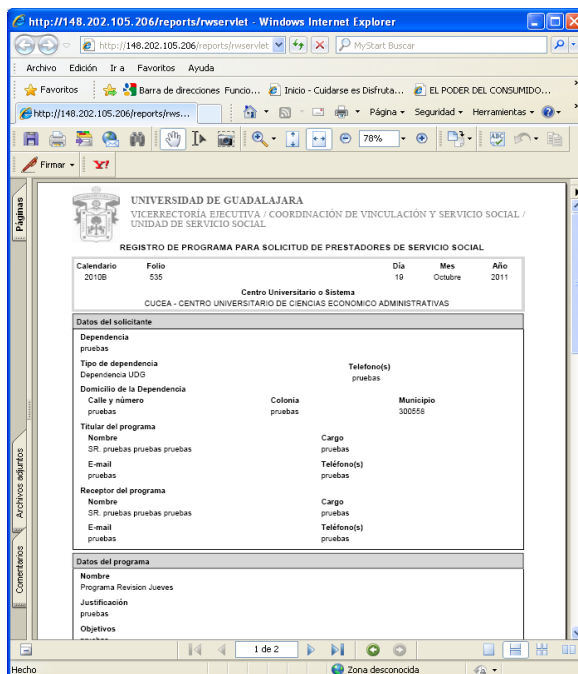 http://148.202.105.206/reports/rwservlet - Windows Internet Explorer
http://148.202.105.206/reports/rwservlet
MyStart Buscar
Archivo Edición Ir a Favoritos Ayuda
Favoritos Barra de direcciones Funcio... Inicio - Cuidarse es Disfruta... EL PODER DEL CONSUMIDO...
http://148.202.105.206/reports/rws... Página Seguridad Herramientas
78%
Firmar Y!
Páginas
Archivos adjuntos
Comentarios
UNIVERSIDAD DE GUADALAJARA
VICERRECTORÍA EJECUTIVA / COORDINACIÓN DE VINCULACIÓN Y SERVICIO SOCIAL /
UNIDAD DE SERVICIO SOCIAL
REGISTRO DE PROGRAMA PARA SOLICITUD DE PRESTADORES DE SERVICIO SOCIAL
Calendario Folio Día Mes Año
2010B 535 19 Octubre 2011
Centro Universitario o Sistema
CUCEA - CENTRO UNIVERSITARIO DE CIENCIAS ECONOMICO ADMINISTRATIVAS
Datos del solicitante
Dependencia
pruebas
Tipo de dependencia Telefono(s)
Dependencia UDG pruebas
Domicilio de la Dependencia
Calle y número Colonia Municipio
pruebas pruebas 300558
Titular del programa
Nombre Cargo
SR. pruebas pruebas pruebas pruebas
E-mail Teléfono(s)
pruebas pruebas
Receptor del programa
Nombre Cargo
SR. pruebas pruebas pruebas pruebas
E-mail Teléfono(s)
pruebas pruebas
Datos del programa
Nombre
Programa Revision Jueves
Justificación
pruebas
Objetivos
1 de 2
Hecho Zona desconocida